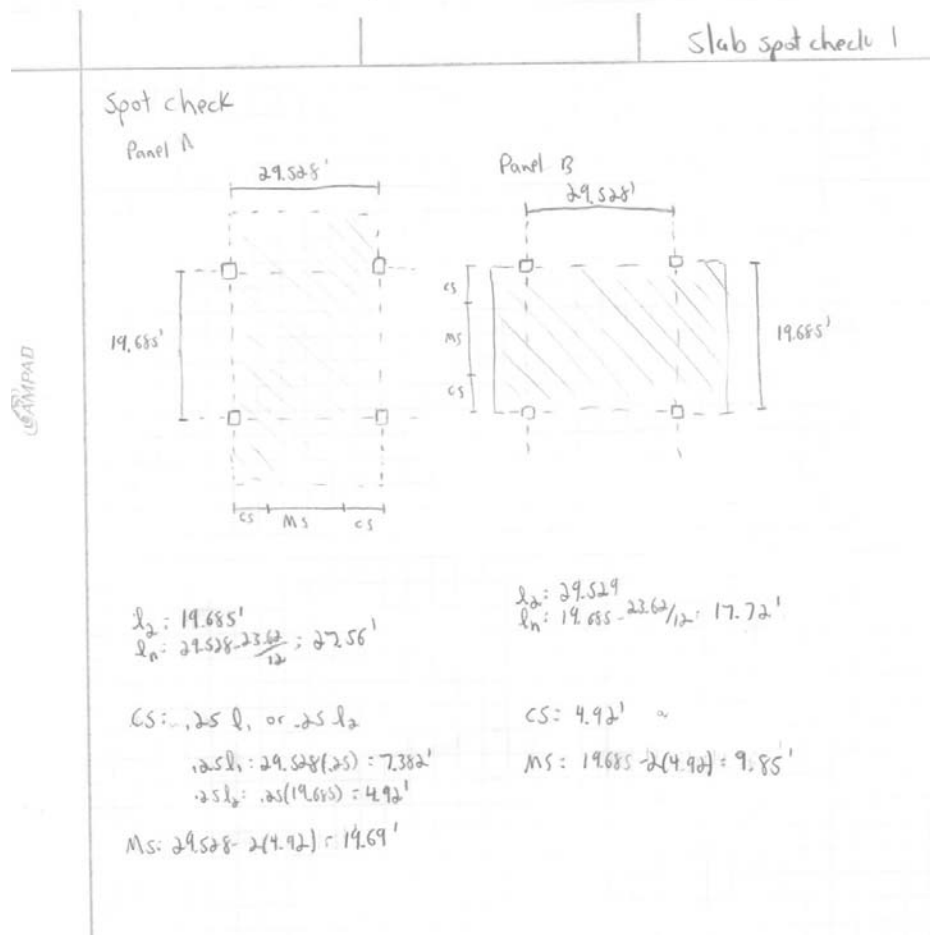 Slab spot check 1
Spot check
Panel A
29.528'
19.685'
CS MS CS
Panel B
29.528'
CS
MS
CS
19.685'
CAMPAD
l₂: 19.685'
lₙ: 29.528-23.62/12 = 27.56'
CS: .25 l₁ or .25 l₂
.25l₁: 29.528(.25) = 7.382'
.25l₂: .25(19.685) = 4.92'
MS: 29.528- 2(4.92) = 19.69'
l₂: 29.529
lₙ: 19.685-23.62/12: 17.72'
CS: 4.92'
MS: 19.685-2(4.92) = 9.85'